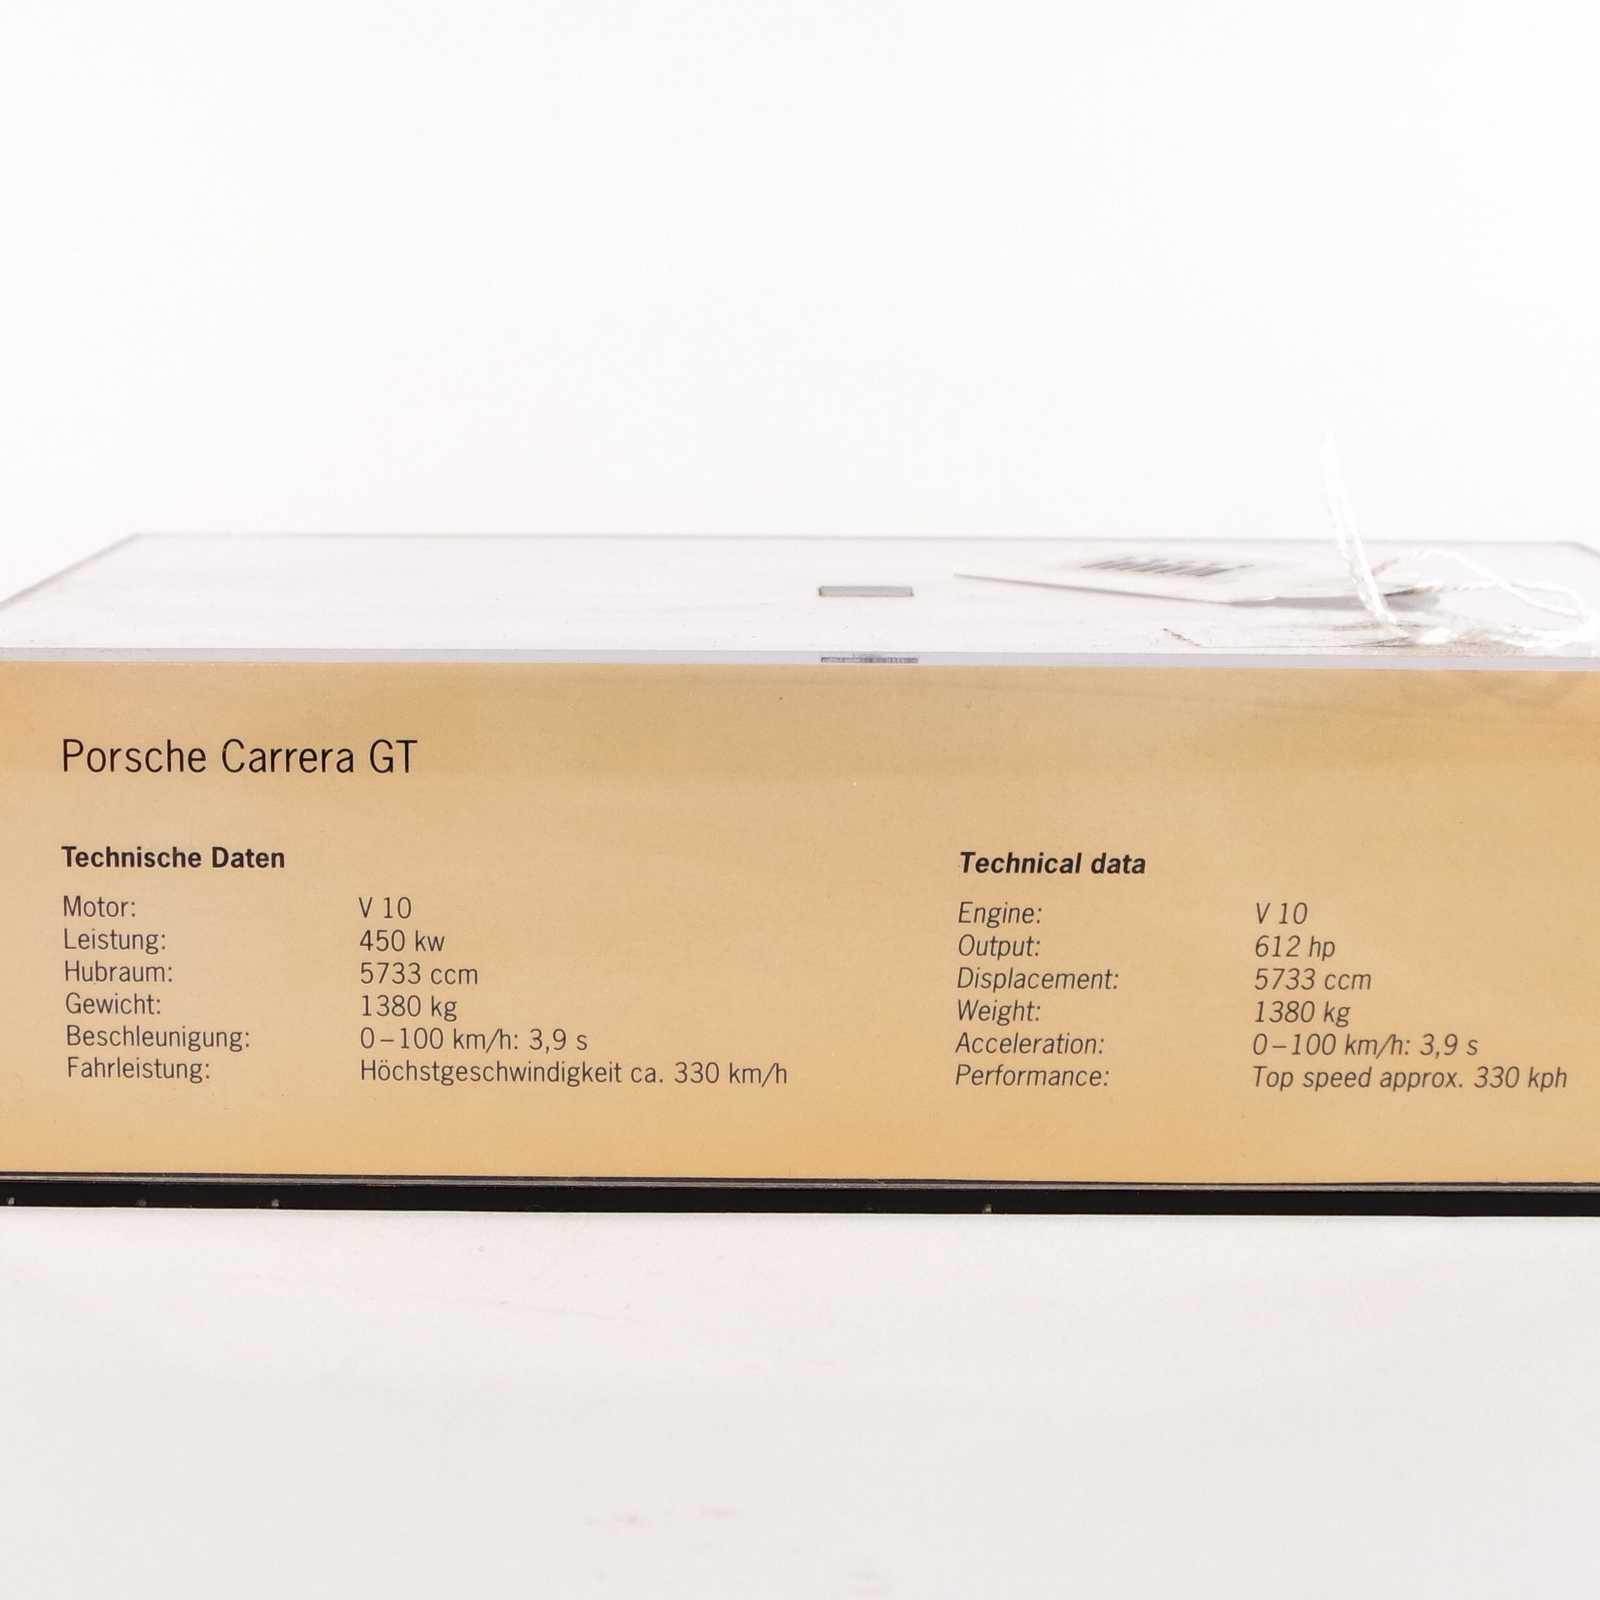 Porsche Carrera GT
Technische Daten
Motor: V 10
Leistung: 450 kw
Hubraum: 5733 ccm
Gewicht: 1380 kg
Beschleunigung: 0–100 km/h: 3,9 s
Fahrleistung: Höchstgeschwindigkeit ca. 330 km/h
Technical data
Engine: V 10
Output: 612 hp
Displacement: 5733 ccm
Weight: 1380 kg
Acceleration: 0–100 km/h: 3,9 s
Performance: Top speed approx. 330 kph